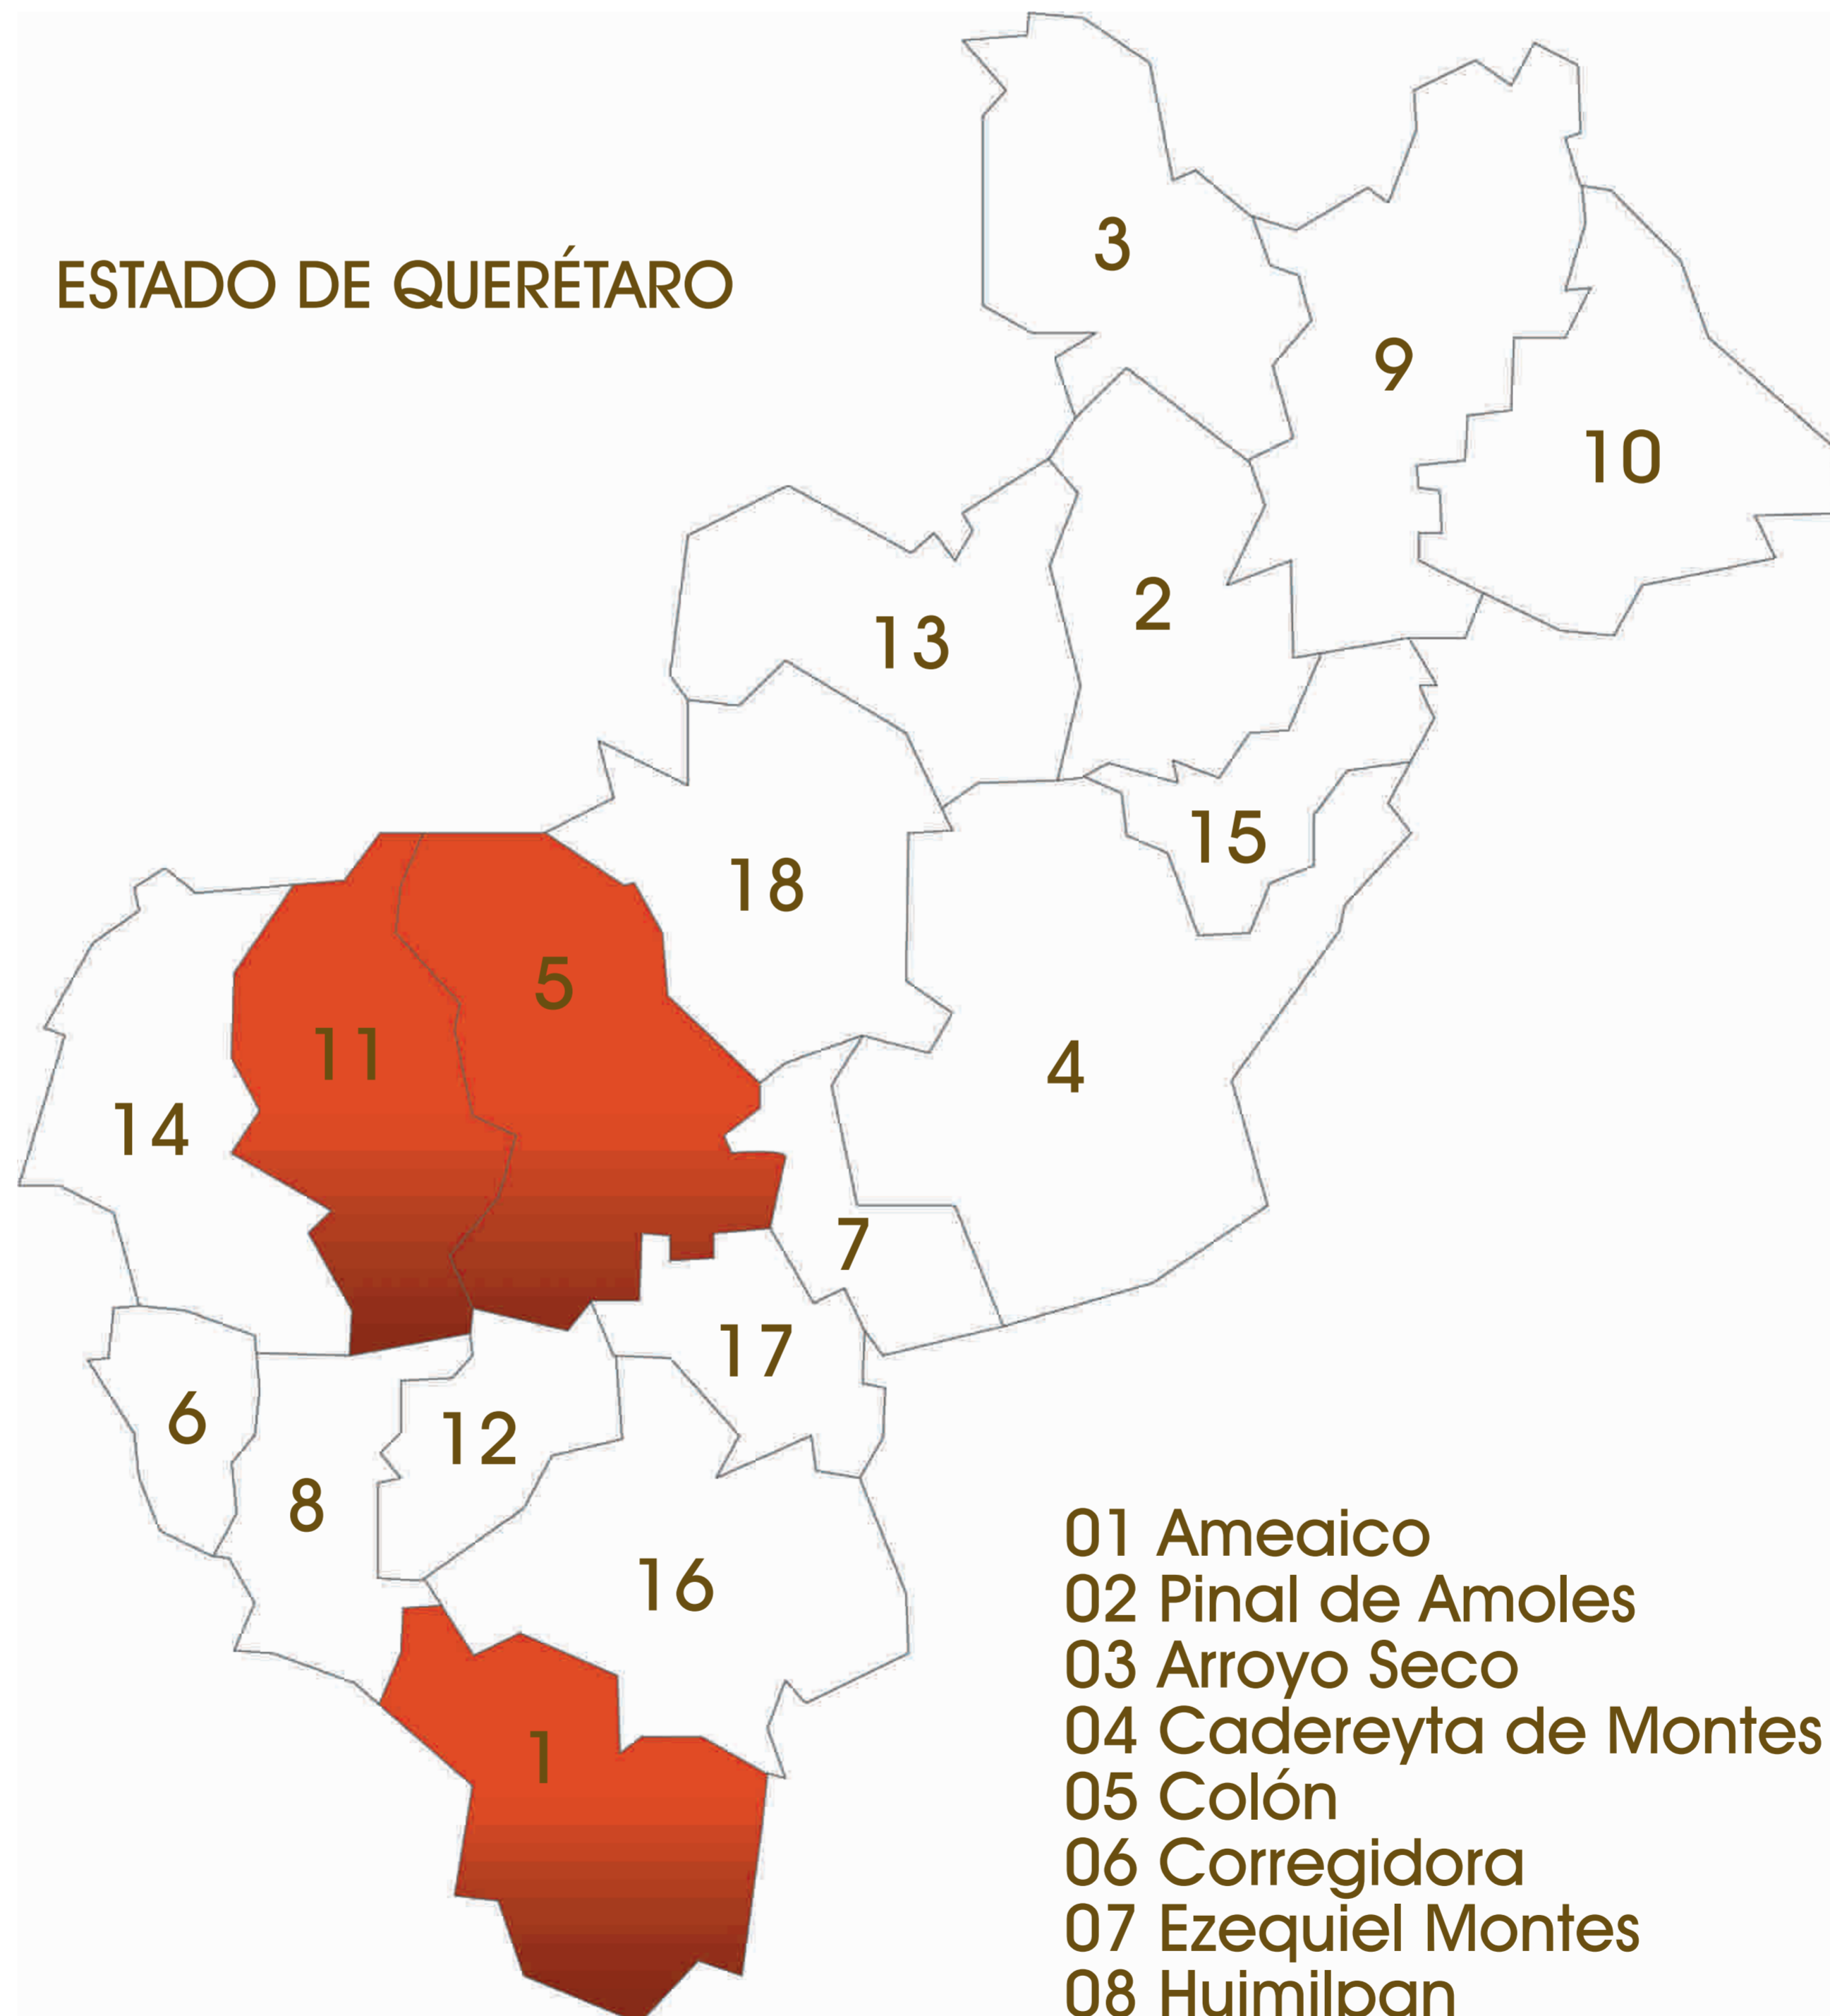 ESTADO DE QUERÉTARO
3
9
10
2
13
15
18
5
11
4
14
7
17
6
12
8
16
1
01 Amealco
02 Pinal de Amoles
03 Arroyo Seco
04 Cadereyta de Montes
05 Colón
06 Corregidora
07 Ezequiel Montes
08 Huimilpan